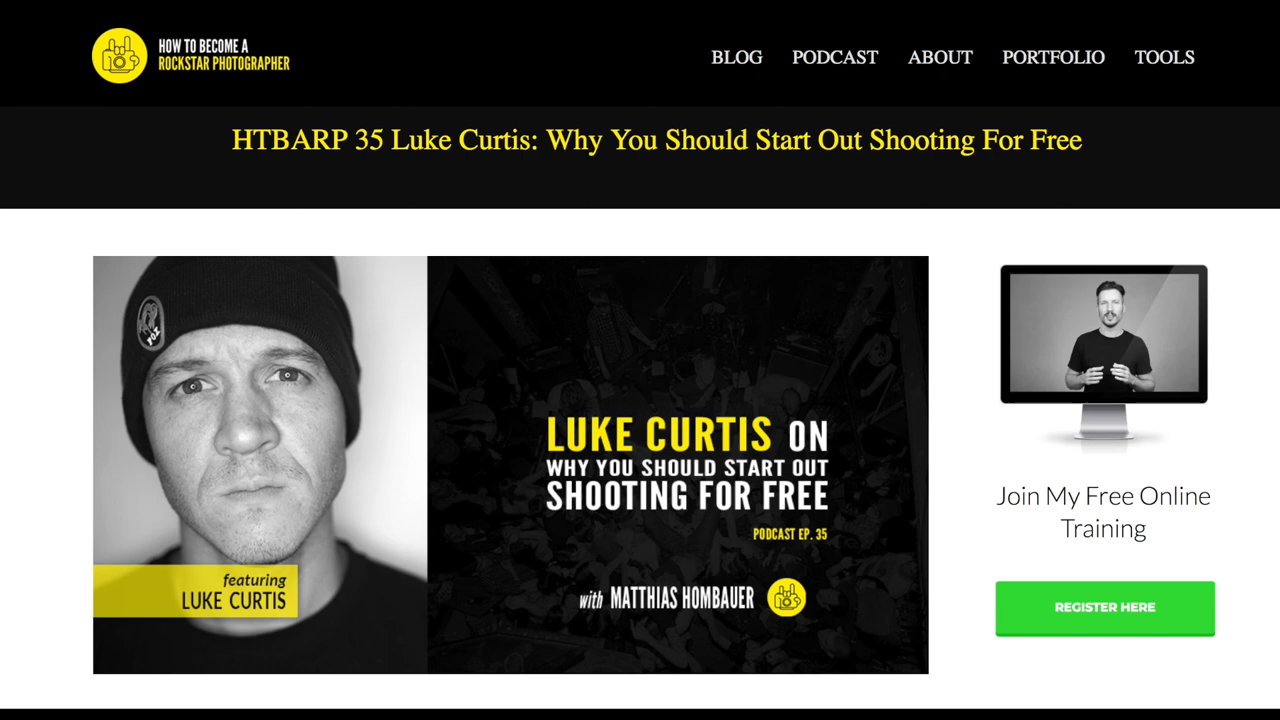 HOW TO BECOME A
ROCKSTAR PHOTOGRAPHER
BLOG PODCAST ABOUT PORTFOLIO TOOLS
HTBARP 35 Luke Curtis: Why You Should Start Out Shooting For Free
FOX
featuring
LUKE CURTIS
LUKE CURTIS ON
WHY YOU SHOULD START OUT
SHOOTING FOR FREE
PODCAST EP. 35
with MATTHIAS HOMBAUER
Join My Free Online
Training
REGISTER HERE